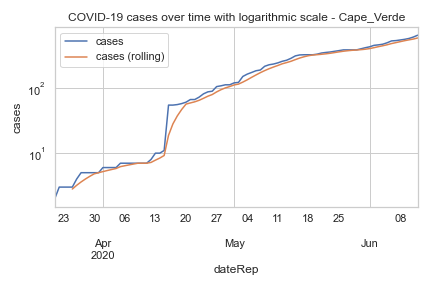 COVID-19 cases over time with logarithmic scale - Cape_Verde
cases
cases (rolling)
cases
10²
10¹
23 30 06 13 20 27 04 11 18 25 08
Apr May Jun
2020
dateRep